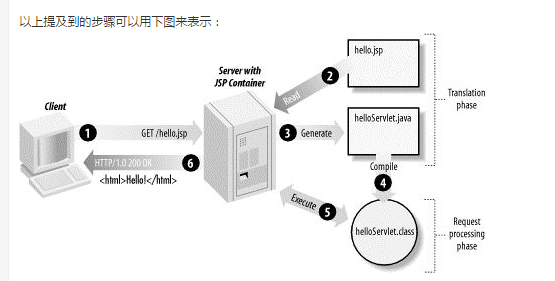 以上提及到的步骤可以用下图来表示：
hello.jsp
Server with
JSP Container
2
Read
Translation
phase
Client
1
GET /hello.jsp
3
Generate
helloServlet.java
6
HTTP/1.0 200 OK
<html>Hello!</html>
Compile
4
Execute
5
helloServlet.class
Request
processing
phase